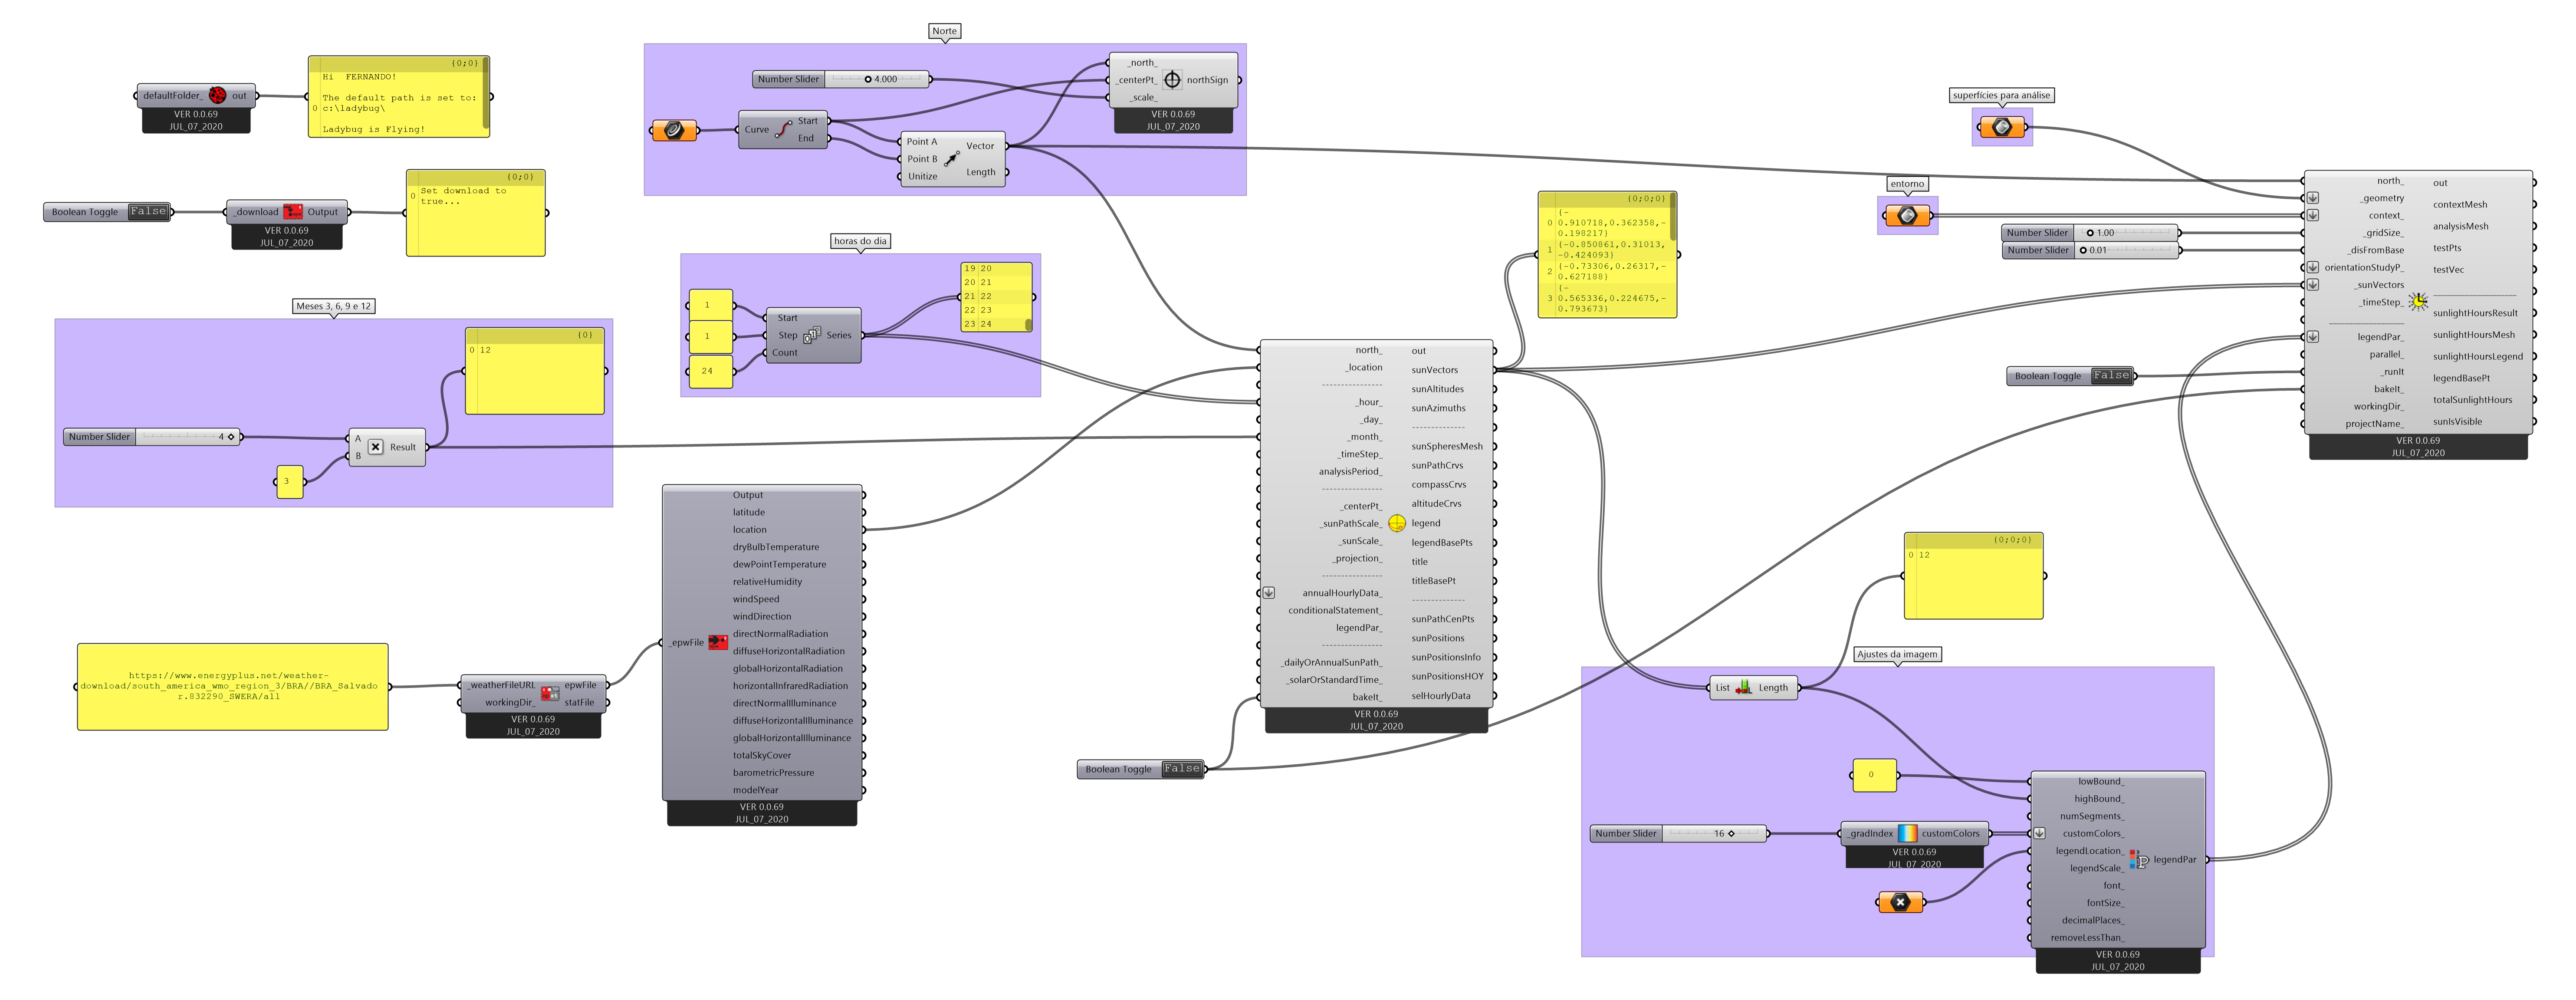 defaultFolder_ out
VER 0.0.69
JUL_07_2020
{0;0}
Hi  FERNANDO!
The default path is set to:
0 c:\ladybug\
Ladybug is Flying!
Boolean Toggle False
_download Output
VER 0.0.69
JUL_07_2020
{0;0}
0 Set download to
true...
Meses 3, 6, 9 e 12
{0}
0 12
Number Slider 4
A
B
Result
3
https://www.energyplus.net/weather-
download/south_america_wmo_region_3/BRA//BRA_Salvado
r.832290_SWERA/all
_weatherFileURL epwFile
workingDir_ statFile
VER 0.0.69
JUL_07_2020
Norte
Number Slider 4.000
Curve
Start
End
Point A
Point B
Unitize
Vector
Length
_north_
_centerPt_
_scale_
northSign
VER 0.0.69
JUL_07_2020
horas do dia
1
1
24
Start
Step
Count
Series
19 20
20 21
21 22
22 23
23 24
_epwFile
Output
latitude
location
dryBulbTemperature
dewPointTemperature
relativeHumidity
windSpeed
windDirection
directNormalRadiation
diffuseHorizontalRadiation
globalHorizontalRadiation
horizontalInfraredRadiation
directNormalIlluminance
diffuseHorizontalIlluminance
globalHorizontalIlluminance
totalSkyCover
barometricPressure
modelYear
VER 0.0.69
JUL_07_2020
Boolean Toggle False
north_
_location
----------------
_hour_
_day_
_month_
_timeStep_
analysisPeriod_
----------------
_centerPt_
_sunPathScale_
_sunScale_
_projection_
----------------
annualHourlyData_
conditionalStatement_
legendPar_
----------------
_dailyOrAnnualSunPath_
_solarOrStandardTime_
bakeIt_
out
sunVectors
sunAltitudes
sunAzimuths
--------------
sunSpheresMesh
sunPathCrvs
compassCrvs
altitudeCrvs
legend
legendBasePts
title
titleBasePt
--------------
sunPathCenPts
sunPositions
sunPositionsInfo
sunPositionsHOY
selHourlyData
VER 0.0.69
JUL_07_2020
{0;0;0}
{-
0 0.910718,0.362358,-
0.198217}
1 {-0.850861,0.31013,
-0.424093}
2 {-0.73306,0.26317,-
0.627188}
{-
3 0.565336,0.224675,-
0.793673}
superfícies para análise
entorno
Number Slider 1.00
Number Slider 0.01
Boolean Toggle False
north_
_geometry
context_
_gridSize_
_disFromBase
orientationStudyP_
_sunVectors
_timeStep_
--------------------
legendPar_
parallel_
_runIt
bakeIt_
workingDir_
projectName_
out
contextMesh
analysisMesh
testPts
testVec
----------------------
sunlightHoursResult
sunlightHoursMesh
sunlightHoursLegend
legendBasePt
totalSunlightHours
sunIsVisible
VER 0.0.69
JUL_07_2020
{0;0;0}
0 12
Ajustes da imagem
List Length
0
Number Slider 16
_gradIndex customColors
VER 0.0.69
JUL_07_2020
lowBound_
highBound_
numSegments_
customColors_
legendLocation_
legendScale_
font_
fontSize_
decimalPlaces_
removeLessThan_
legendPar
VER 0.0.69
JUL_07_2020